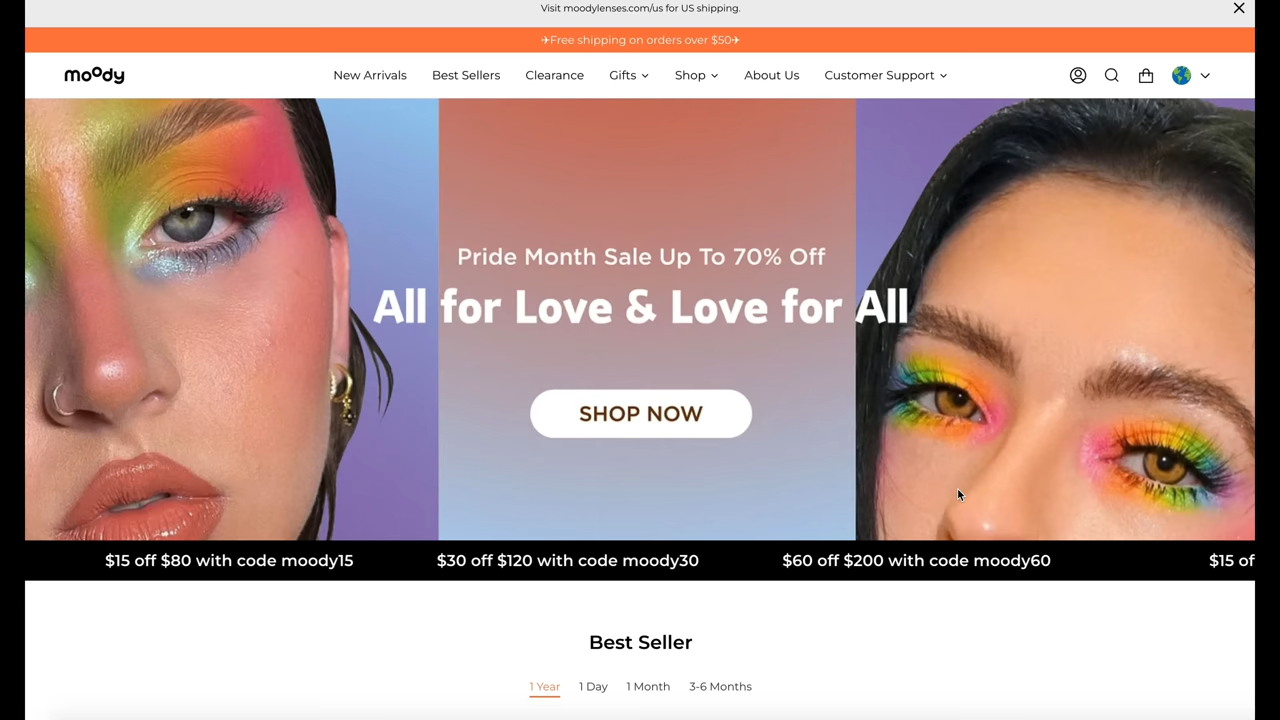 Visit moodylenses.com/us for US shipping.
✈Free shipping on orders over $50✈
moody
New Arrivals Best Sellers Clearance Gifts Shop About Us Customer Support
Pride Month Sale Up To 70% Off
All for Love & Love for All
SHOP NOW
$15 off $80 with code moody15 $30 off $120 with code moody30 $60 off $200 with code moody60 $15 of
Best Seller
1 Year 1 Day 1 Month 3-6 Months